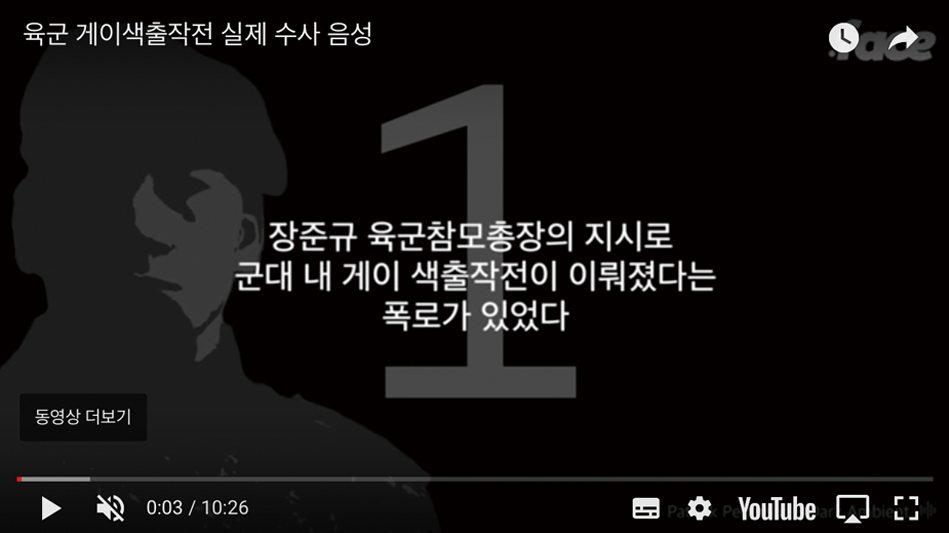 육군 게이색출작전 실제 수사 음성
.face
1
장준규 육군참모총장의 지시로
군대 내 게이 색출작전이 이뤄졌다는
폭로가 있었다
동영상 더보기
0:03 / 10:26
YouTube
Ambient